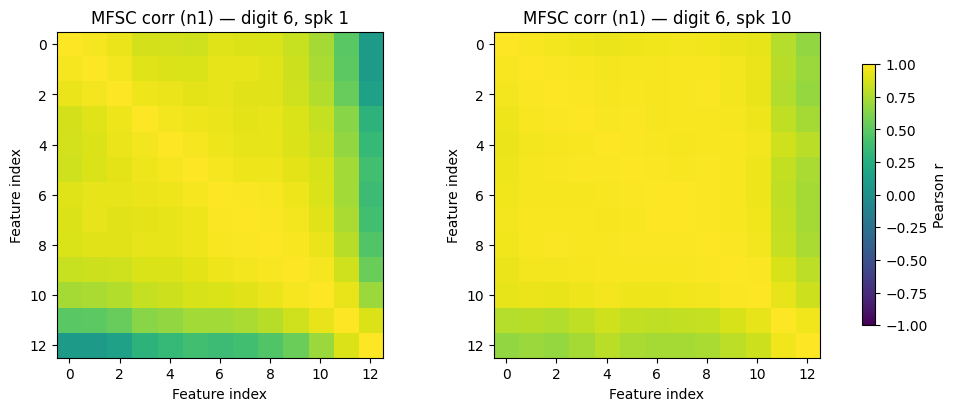 MFSC corr (n1) — digit 6, spk 1
0
2
4
6
8
10
12
Feature index
0 2 4 6 8 10 12
Feature index
MFSC corr (n1) — digit 6, spk 10
0
2
4
6
8
10
12
Feature index
0 2 4 6 8 10 12
Feature index
1.00
0.75
0.50
0.25
0.00
−0.25
−0.50
−0.75
−1.00
Pearson r